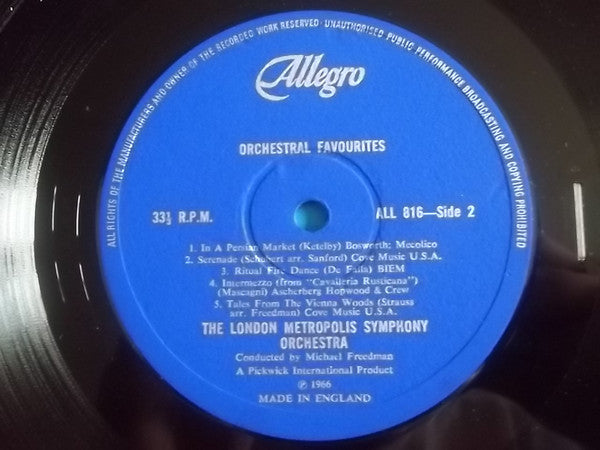 ALL RIGHTS OF THE MANUFACTURERS AND OWNER OF THE RECORDED WORK RESERVED · UNAUTHORISED PUBLIC PERFORMANCE BROADCASTING AND COPYING PROHIBITED
Allegro
ORCHESTRAL FAVOURITES
33⅓ R.P.M.
ALL 816—Side 2
1. In A Persian Market (Ketelby) Bosworth: Mecolico
2. Serenade (Schubert arr. Sanford) Cove Music U.S.A.
3. Ritual Fire Dance (De Falla) BIEM
4. Intermezzo (from "Cavalleria Rusticana")
(Mascagni) Ascherberg Hopwood & Crew
5. Tales From The Vienna Woods (Strauss
arr. Freedman) Cove Music U.S.A.
THE LONDON METROPOLIS SYMPHONY
ORCHESTRA
Conducted by Michael Freedman
A Pickwick International Product
℗ 1966
MADE IN ENGLAND